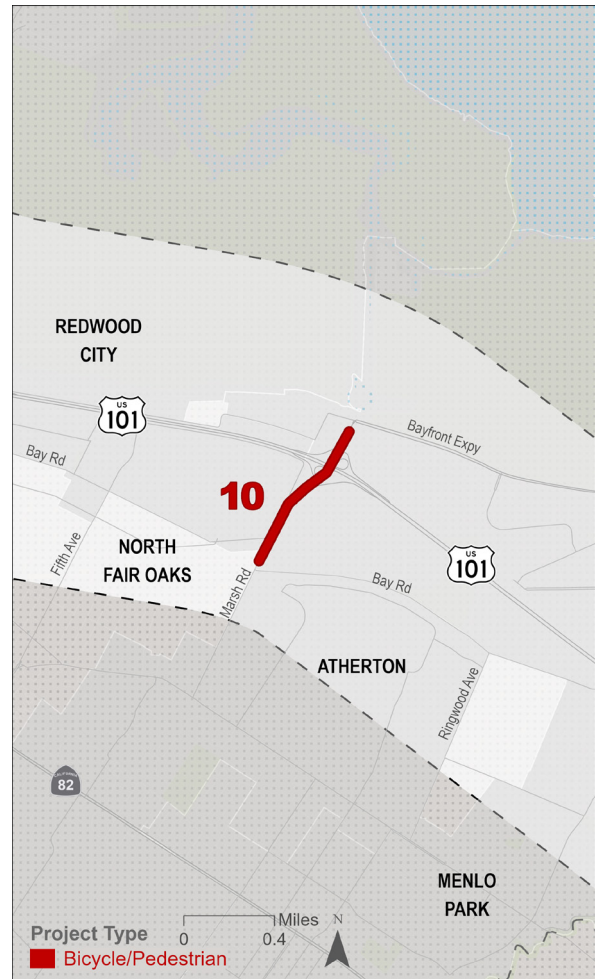 REDWOOD
CITY
US
101
Bayfront Expy
Bay Rd
10
Fifth Ave
NORTH
FAIR OAKS
US
101
Marsh Rd
Bay Rd
ATHERTON
Ringwood Ave
CALIFORNIA
82
MENLO
PARK
Miles
N
0
0.4
Project Type
Bicycle/Pedestrian